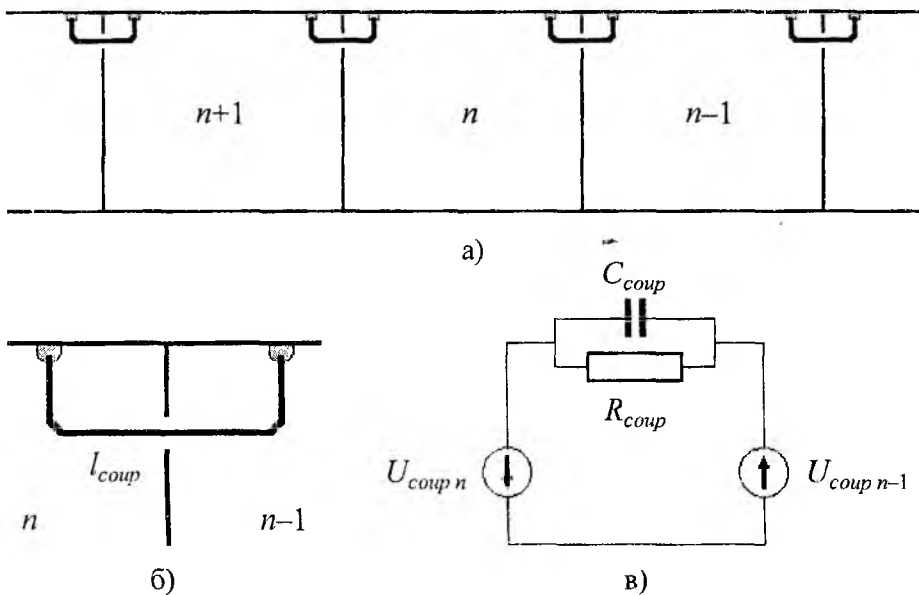 n+1 n n–1
а)
C_coup
R_coup
U_coup n U_coup n–1
l_coup
n n–1
б) в)